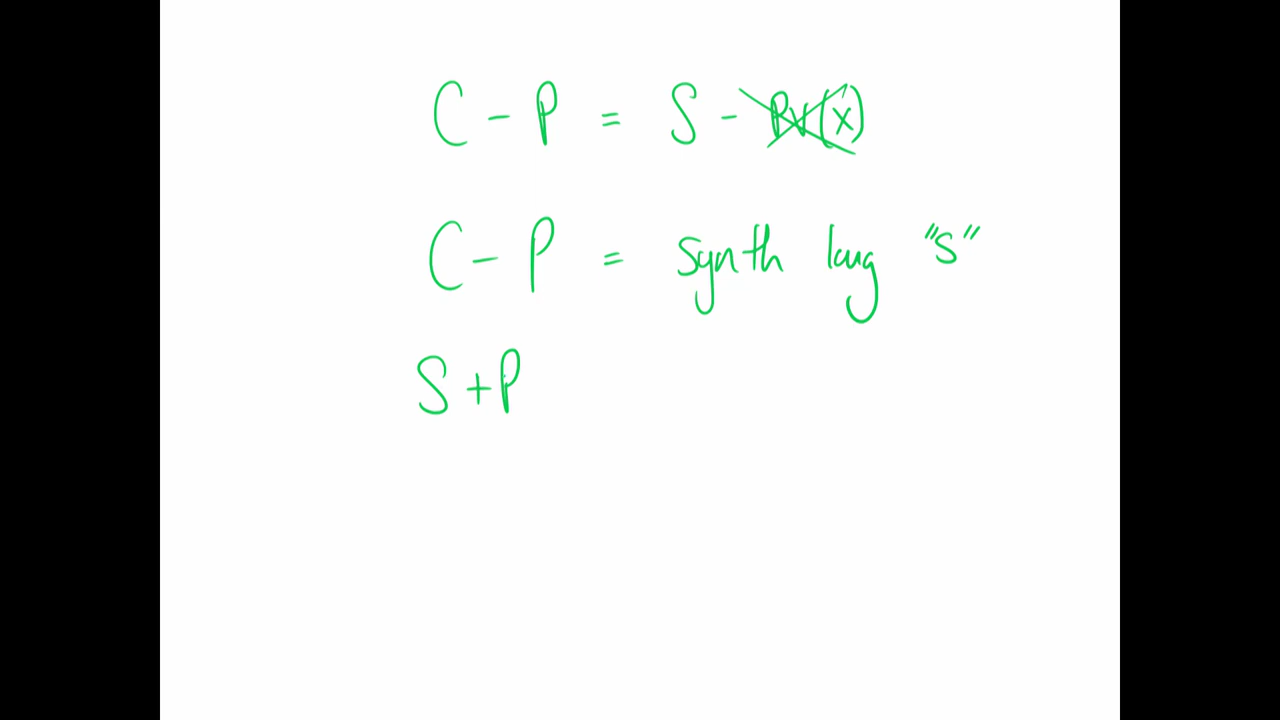 C - P = S - PV(X)
C - P = synth long "S"
S + P